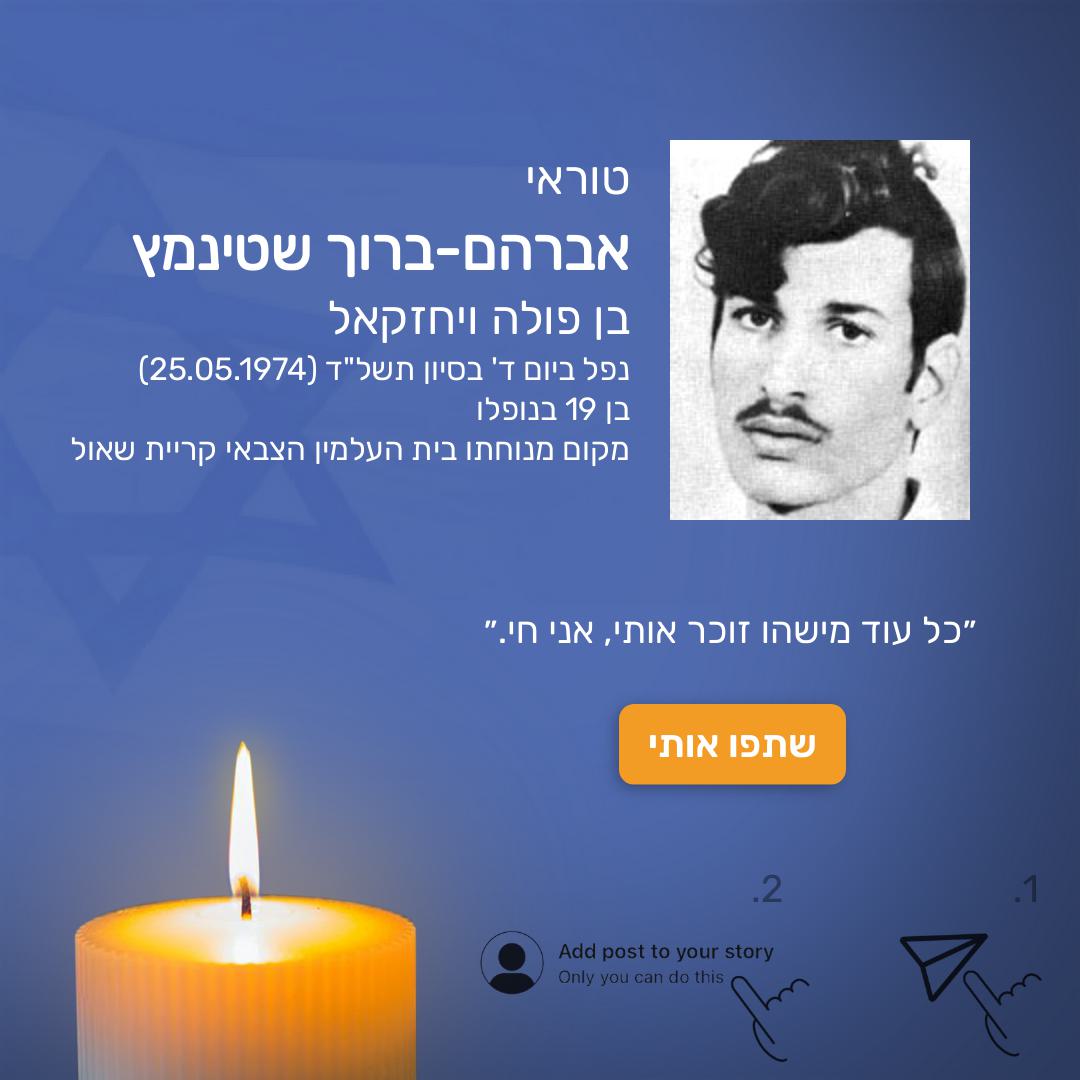 טוראי
אברהם-ברוך שטינמץ
בן פולה ויחזקאל
נפל ביום ד' בסיון תשל"ד (25.05.1974)
בן 19 בנופלו
מקום מנוחתו בית העלמין הצבאי קריית שאול
״כל עוד מישהו זוכר אותי, אני חי.״
שתפו אותי
.1
.2
Add post to your story
Only you can do this